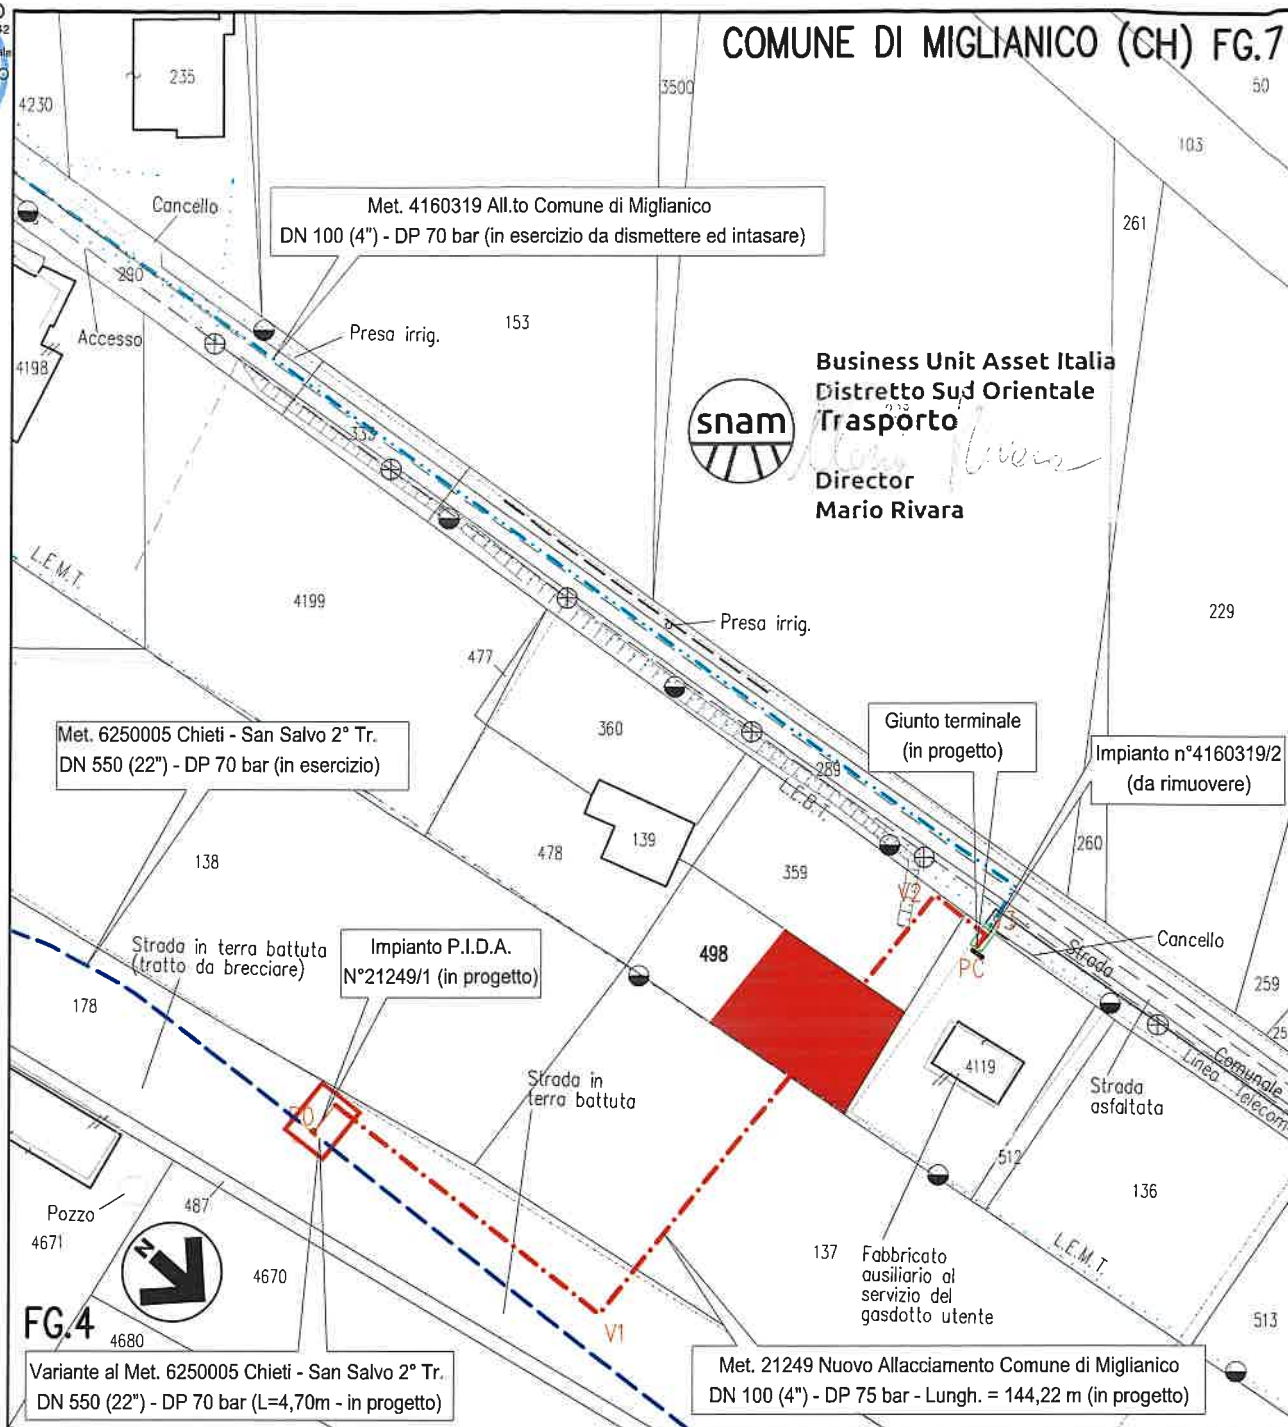 COMUNE DI MIGLIANICO (CH) FG.7
235
3500
50
4230
103
Cancello
Met. 4160319 All.to Comune di Miglianico
DN 100 (4") - DP 70 bar (in esercizio da dismettere ed intasare)
261
290
Accesso
Presa irrig.
153
4198
Business Unit Asset Italia
Distretto Sud Orientale
Trasporto
snam
Director
Mario Rivara
333
L.E.M.T.
4199
Presa irrig.
229
477
360
Met. 6250005 Chieti - San Salvo 2° Tr.
DN 550 (22") - DP 70 bar (in esercizio)
Giunto terminale
(in progetto)
Impianto n°4160319/2
(da rimuovere)
289
L.E.B.T.
139
478
138
359
260
V2
Strada in terra battuta
(tratto da brecciare)
Impianto P.I.D.A.
N°21249/1 (in progetto)
498
PC
Strada
Cancello
259
178
Comunale
Linea Telecom
4119
Strada
asfaltata
Strada in
terra battuta
512
136
Pozzo
487
4671
N
4670
137
L.E.M.T.
Fabbricato
ausiliario al
servizio del
gasdotto utente
513
FG.4
4680
V1
Variante al Met. 6250005 Chieti - San Salvo 2° Tr.
DN 550 (22") - DP 70 bar (L=4,70m - in progetto)
Met. 21249 Nuovo Allacciamento Comune di Miglianico
DN 100 (4") - DP 75 bar - Lungh. = 144,22 m (in progetto)